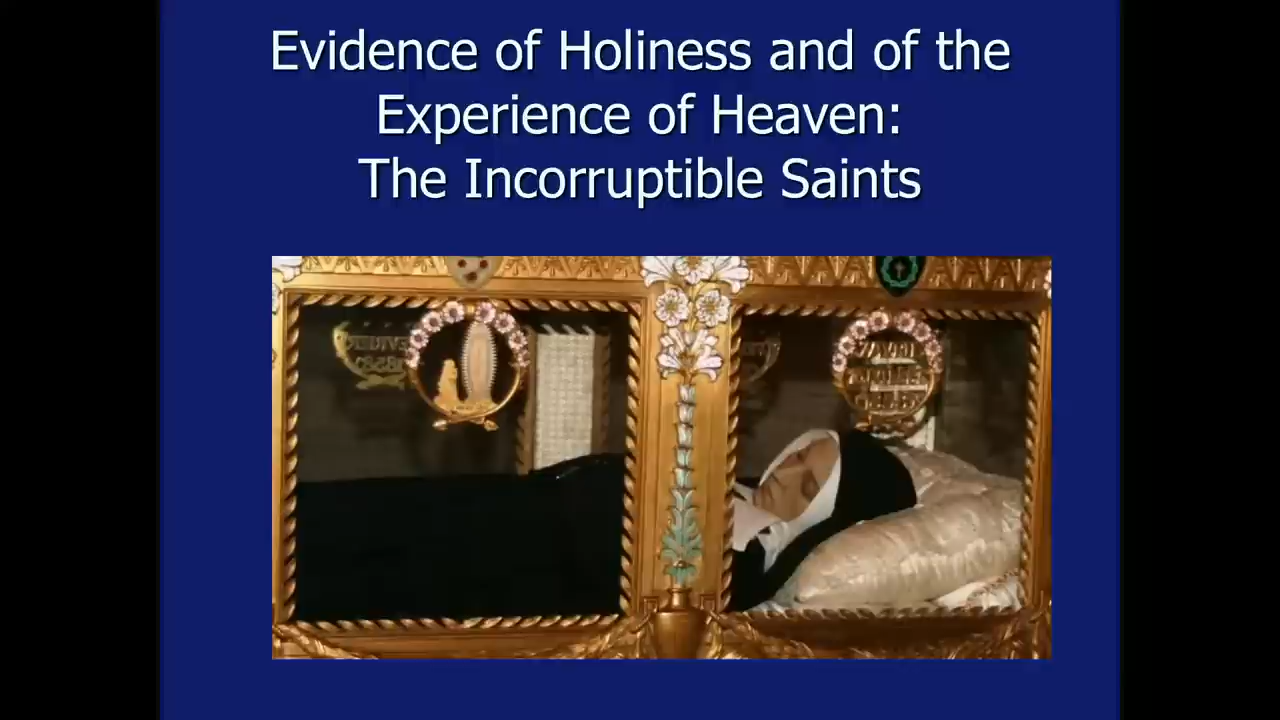 Evidence of Holiness and of the
Experience of Heaven:
The Incorruptible Saints